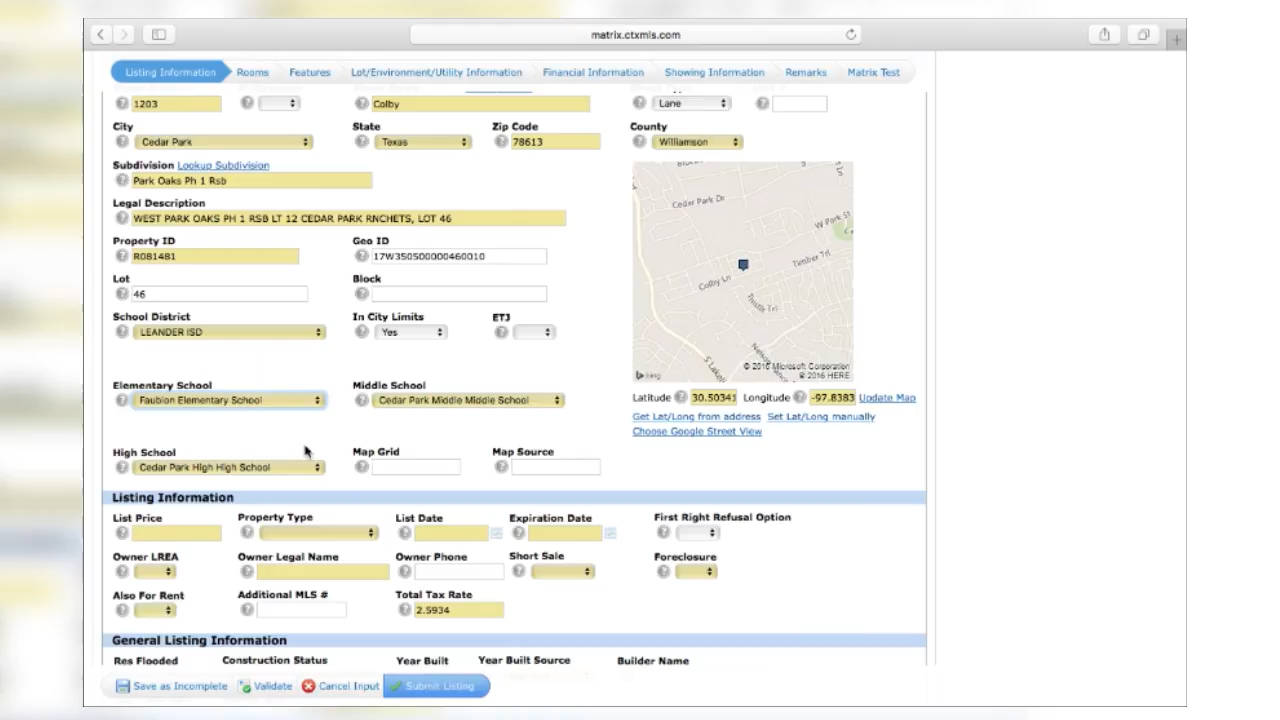 matrix.ctxmls.com
Listing Information Rooms Features Lot/Environment/Utility Information Financial Information Showing Information Remarks Matrix Test
1203 Colby Lane
City State Zip Code County
Cedar Park Texas 78613 Williamson
Subdivision Lookup Subdivision
Park Oaks Ph 1 Rsb
Legal Description
WEST PARK OAKS PH 1 RSB LT 12 CEDAR PARK RNCHETS, LOT 46
Property ID Geo ID
R081481 17W350500000460010
Lot Block
46
School District In City Limits ETJ
LEANDER ISD Yes
Cedar Park Dr
W Park St
Timber Trl
Colby Ln
Thistle Trl
© 2016 Microsoft Corporation
bing © 2016 HERE
Elementary School Middle School
Faubion Elementary School Cedar Park Middle Middle School
Latitude 30.50341 Longitude -97.8383 Update Map
Get Lat/Long from address Set Lat/Long manually
Choose Google Street View
High School Map Grid Map Source
Cedar Park High High School
Listing Information
List Price Property Type List Date Expiration Date First Right Refusal Option
Owner LREA Owner Legal Name Owner Phone Short Sale Foreclosure
Also For Rent Additional MLS # Total Tax Rate
2.5934
General Listing Information
Res Flooded Construction Status Year Built Year Built Source Builder Name
Save as Incomplete Validate Cancel Input Submit Listing